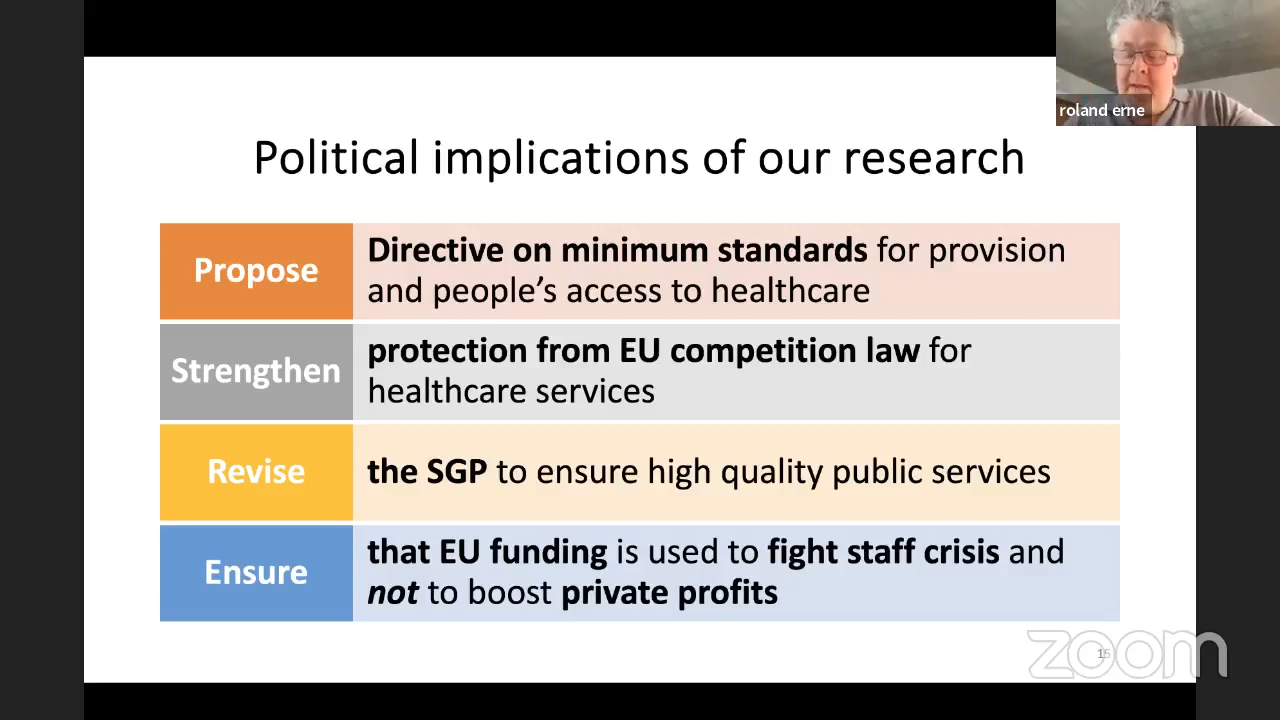 roland erne
Political implications of our research
Propose
Directive on minimum standards for provision
and people’s access to healthcare
Strengthen
protection from EU competition law for
healthcare services
Revise
the SGP to ensure high quality public services
Ensure
that EU funding is used to fight staff crisis and
not to boost private profits
15
zoom